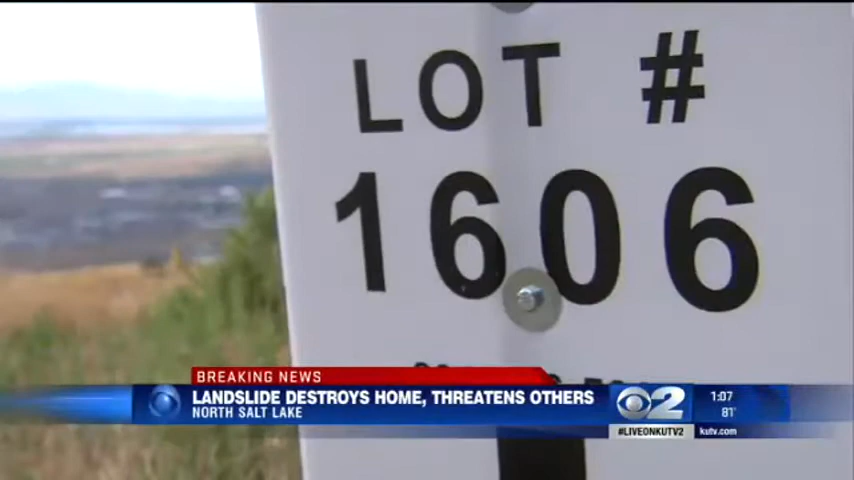 LOT #
1606
BREAKING NEWS
LANDSLIDE DESTROYS HOME, THREATENS OTHERS
NORTH SALT LAKE
2
1:07
81°
#LIVEONKUTV2
kutv.com